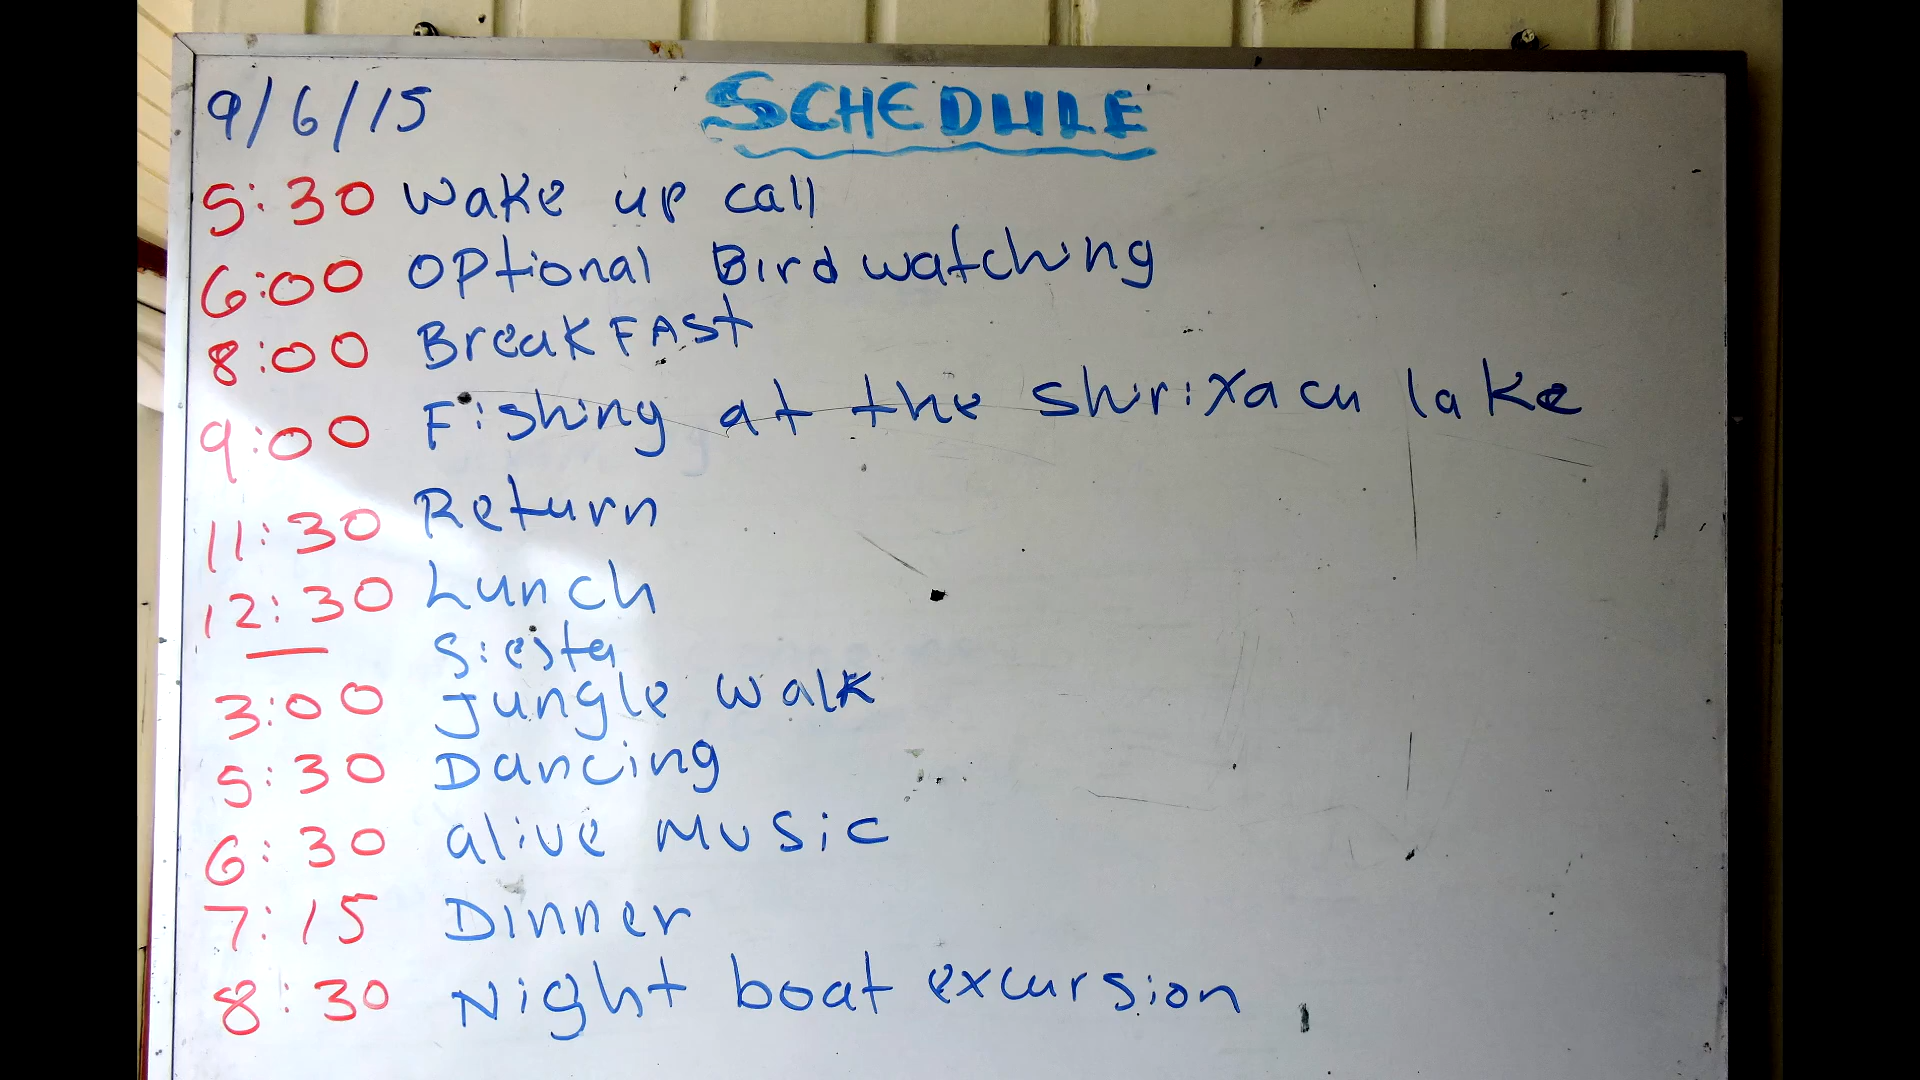 9/6/15 SCHEDULE
5:30 Wake up call
6:00 Optional Bird watching
8:00 BreakFASt
9:00 Fishing at the shirixacu lake
11:30 Return
12:30 Lunch
— Siesta
3:00 Jungle walk
5:30 Dancing
6:30 alive Music
7:15 Dinner
8:30 Night boat excursion